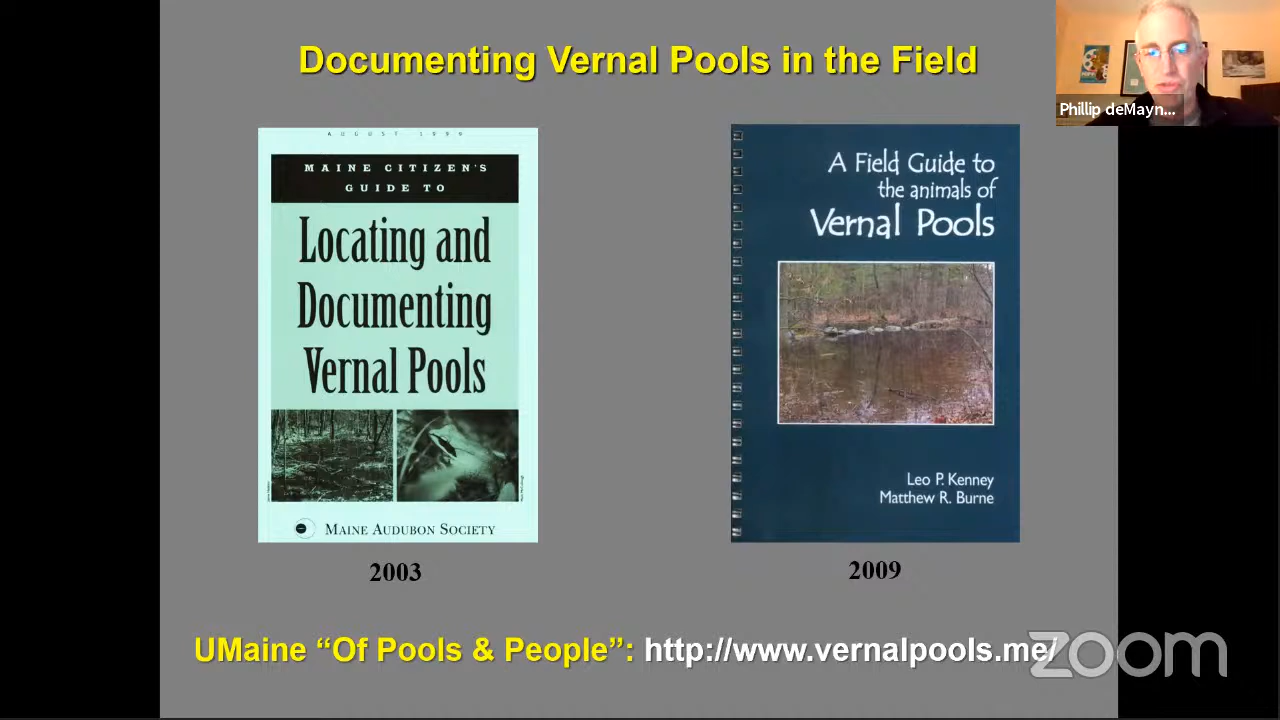 Documenting Vernal Pools in the Field
Phillip deMayn...
AUGUST 1999
MAINE CITIZEN'S
GUIDE TO
Locating and
Documenting
Vernal Pools
MAINE AUDUBON SOCIETY
2003
A Field Guide to
the animals of
Vernal Pools
Leo P. Kenney
Matthew R. Burne
2009
UMaine “Of Pools & People”: http://www.vernalpools.me/
zoom